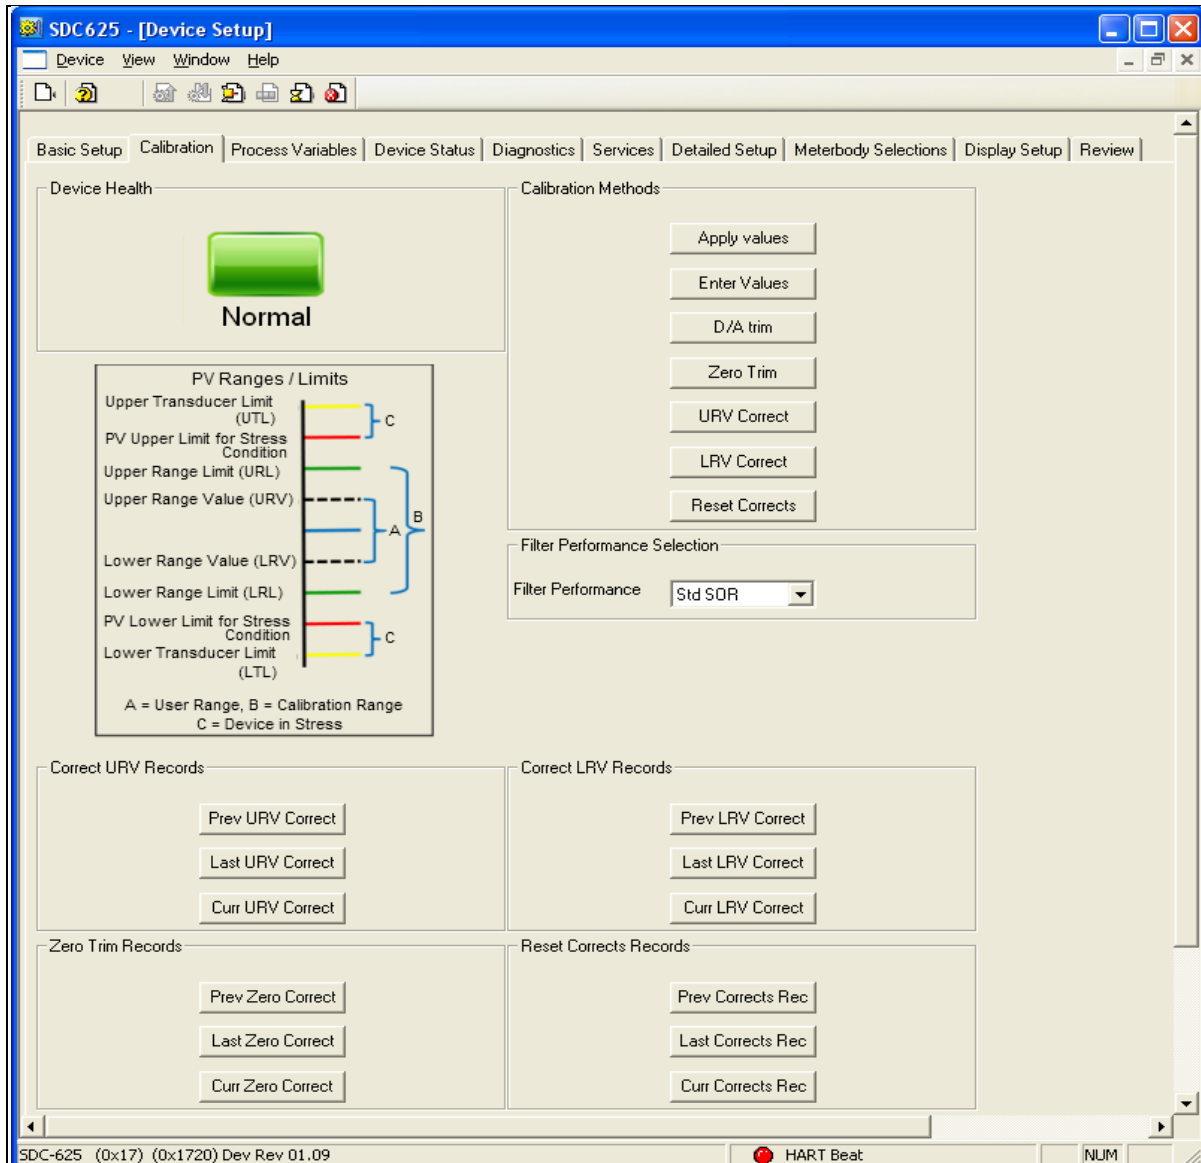 SDC625 - [Device Setup]
Device View Window Help
Basic Setup Calibration Process Variables Device Status Diagnostics Services Detailed Setup Meterbody Selections Display Setup Review
Device Health
Normal
PV Ranges / Limits
Upper Transducer Limit
(UTL)
C
PV Upper Limit for Stress
Condition
Upper Range Limit (URL)
Upper Range Value (URV)
B
A
Lower Range Value (LRV)
Lower Range Limit (LRL)
PV Lower Limit for Stress
Condition
C
Lower Transducer Limit
(LTL)
A = User Range, B = Calibration Range
C = Device in Stress
Calibration Methods
Apply values
Enter Values
D/A trim
Zero Trim
URV Correct
LRV Correct
Reset Corrects
Filter Performance Selection
Filter Performance Std SOR
Correct URV Records
Prev URV Correct
Last URV Correct
Curr URV Correct
Correct LRV Records
Prev LRV Correct
Last LRV Correct
Curr LRV Correct
Zero Trim Records
Prev Zero Correct
Last Zero Correct
Curr Zero Correct
Reset Corrects Records
Prev Corrects Rec
Last Corrects Rec
Curr Corrects Rec
SDC-625 (0x17) (0x1720) Dev Rev 01.09 HART Beat NUM